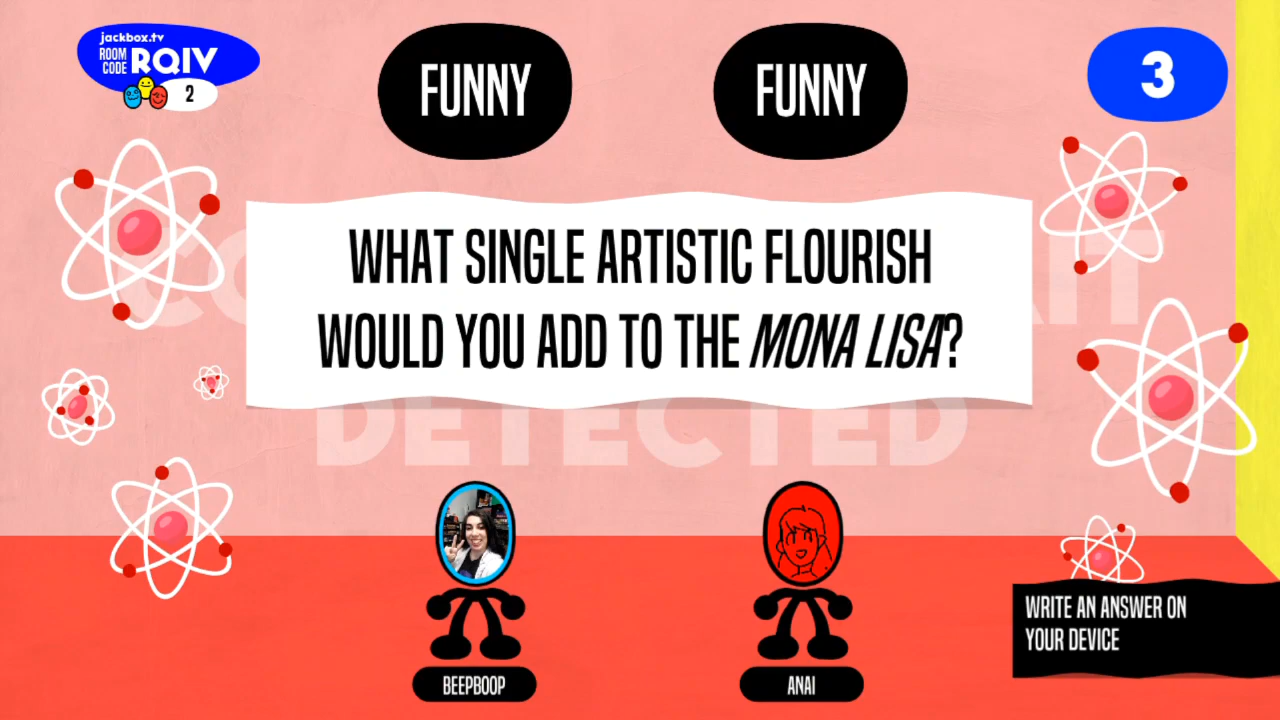 jackbox.tv
ROOM
CODE
RQIV
2
FUNNY
FUNNY
3
WHAT SINGLE ARTISTIC FLOURISH
WOULD YOU ADD TO THE MONA LISA?
DETECTED
WRITE AN ANSWER ON
YOUR DEVICE
BEEPBOOP
ANAI